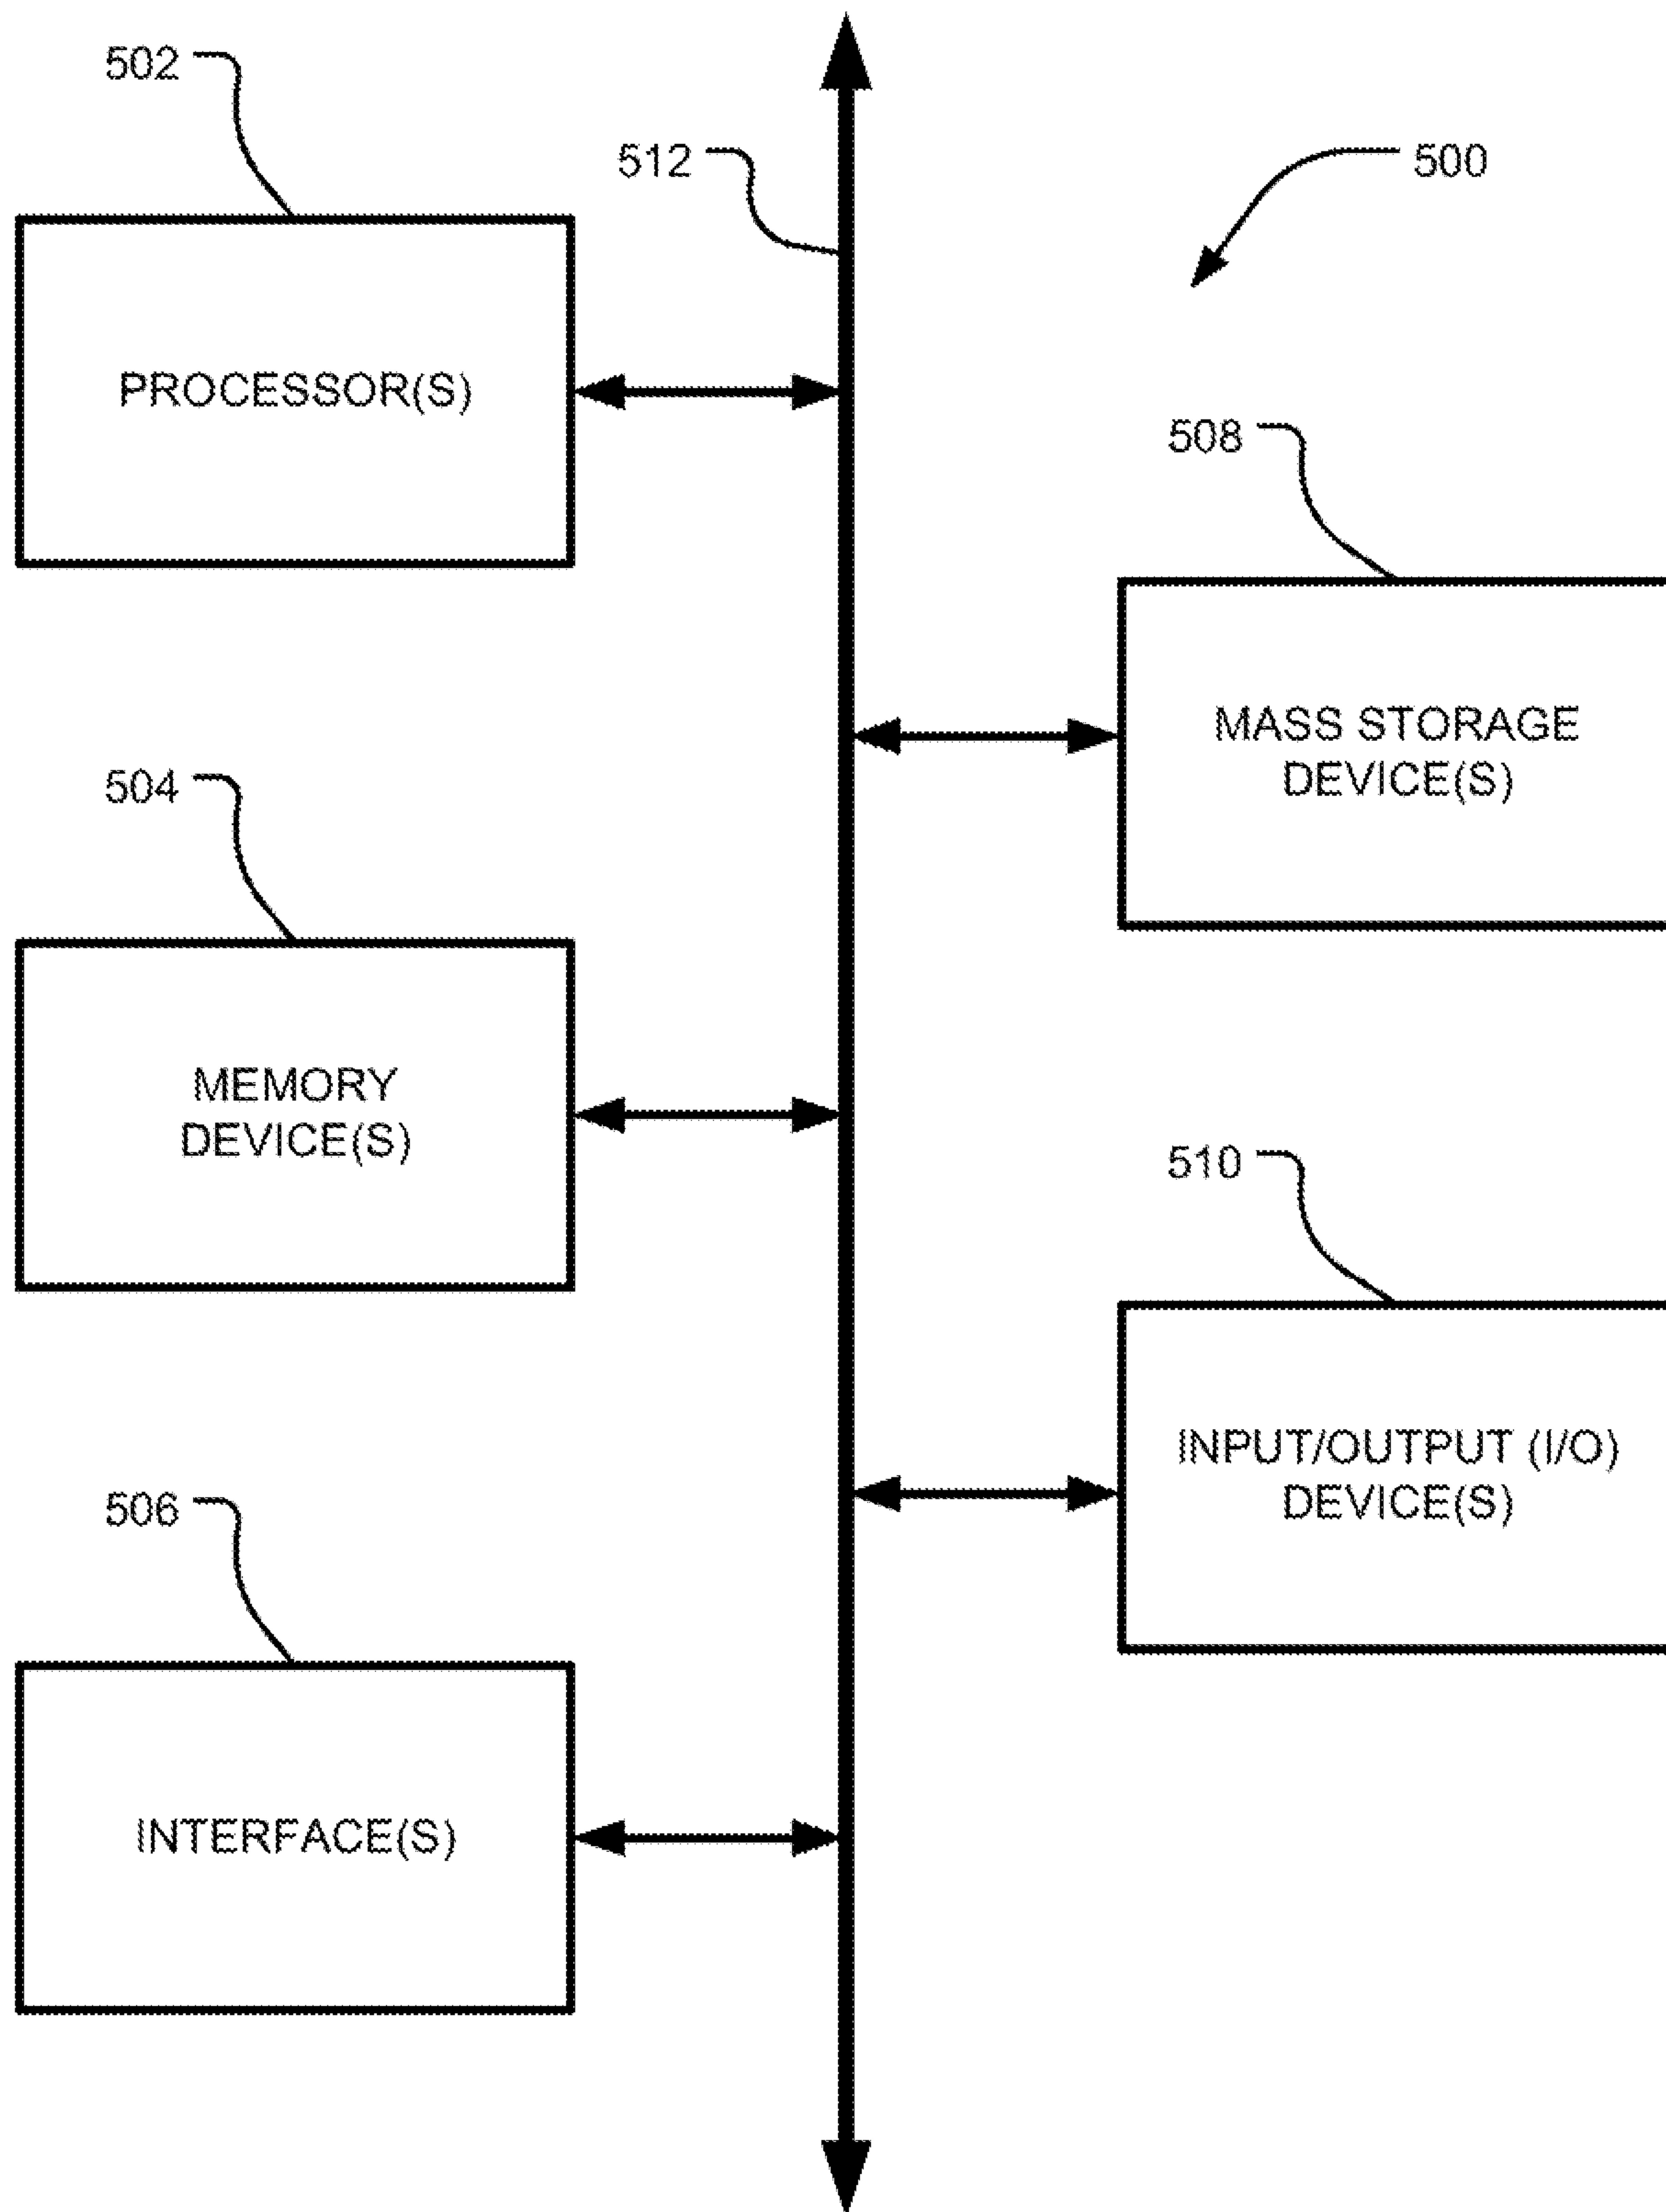 502
512
500
PROCESSOR(S)
508
MASS STORAGE
DEVICE(S)
504
MEMORY
DEVICE(S)
510
INPUT/OUTPUT (I/O)
DEVICE(S)
506
INTERFACE(S)